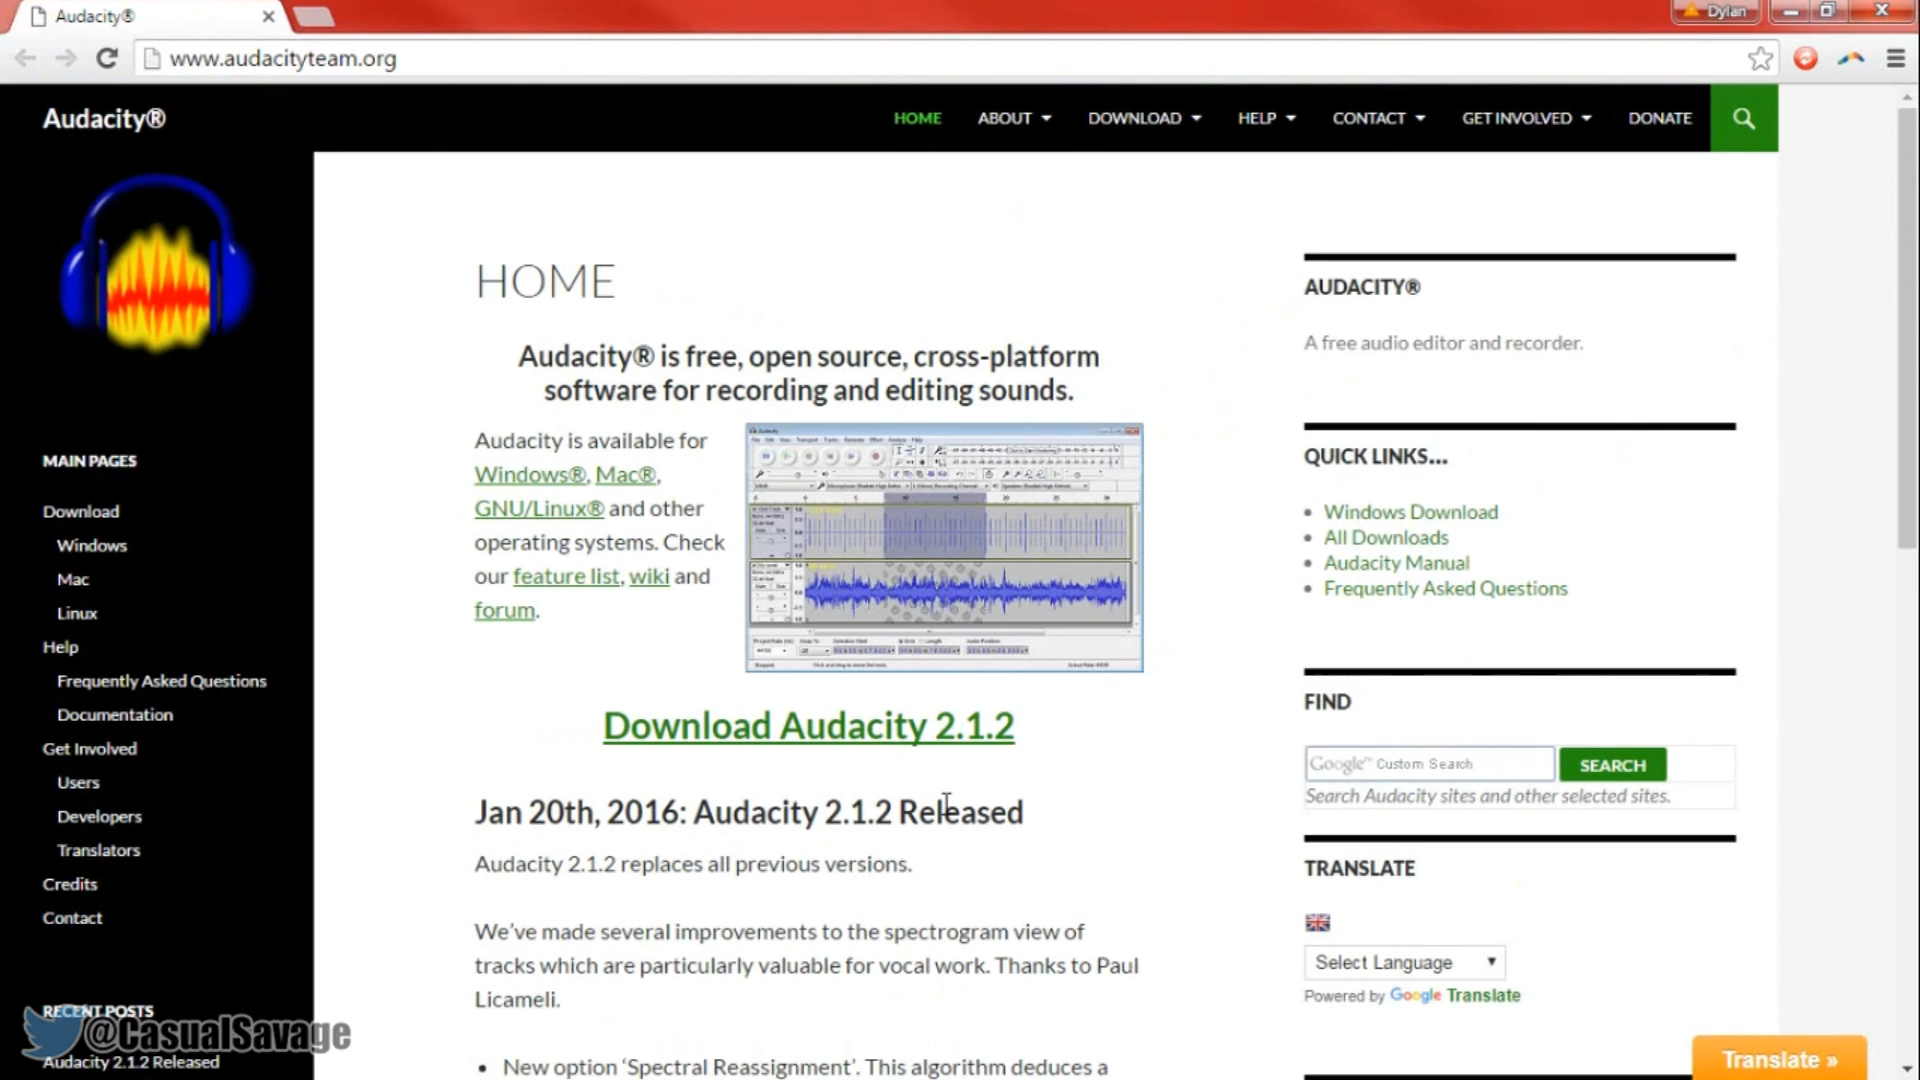 Audacity®
Dylan
www.audacityteam.org
Audacity®
HOME
ABOUT
DOWNLOAD
HELP
CONTACT
GET INVOLVED
DONATE
MAIN PAGES
Download
Windows
Mac
Linux
Help
Frequently Asked Questions
Documentation
Get Involved
Users
Developers
Translators
Credits
Contact
RECENT POSTS
@CasualSavage
Audacity 2.1.2 Released
HOME
Audacity® is free, open source, cross-platform
software for recording and editing sounds.
Audacity is available for
Windows®, Mac®,
GNU/Linux® and other
operating systems. Check
our feature list, wiki and
forum.
Download Audacity 2.1.2
Jan 20th, 2016: Audacity 2.1.2 Released
Audacity 2.1.2 replaces all previous versions.
We've made several improvements to the spectrogram view of
tracks which are particularly valuable for vocal work. Thanks to Paul
Licameli.
• New option 'Spectral Reassignment'. This algorithm deduces a
AUDACITY®
A free audio editor and recorder.
QUICK LINKS...
• Windows Download
• All Downloads
• Audacity Manual
• Frequently Asked Questions
FIND
Google™ Custom Search
SEARCH
Search Audacity sites and other selected sites.
TRANSLATE
Select Language
Powered by Google Translate
Translate »